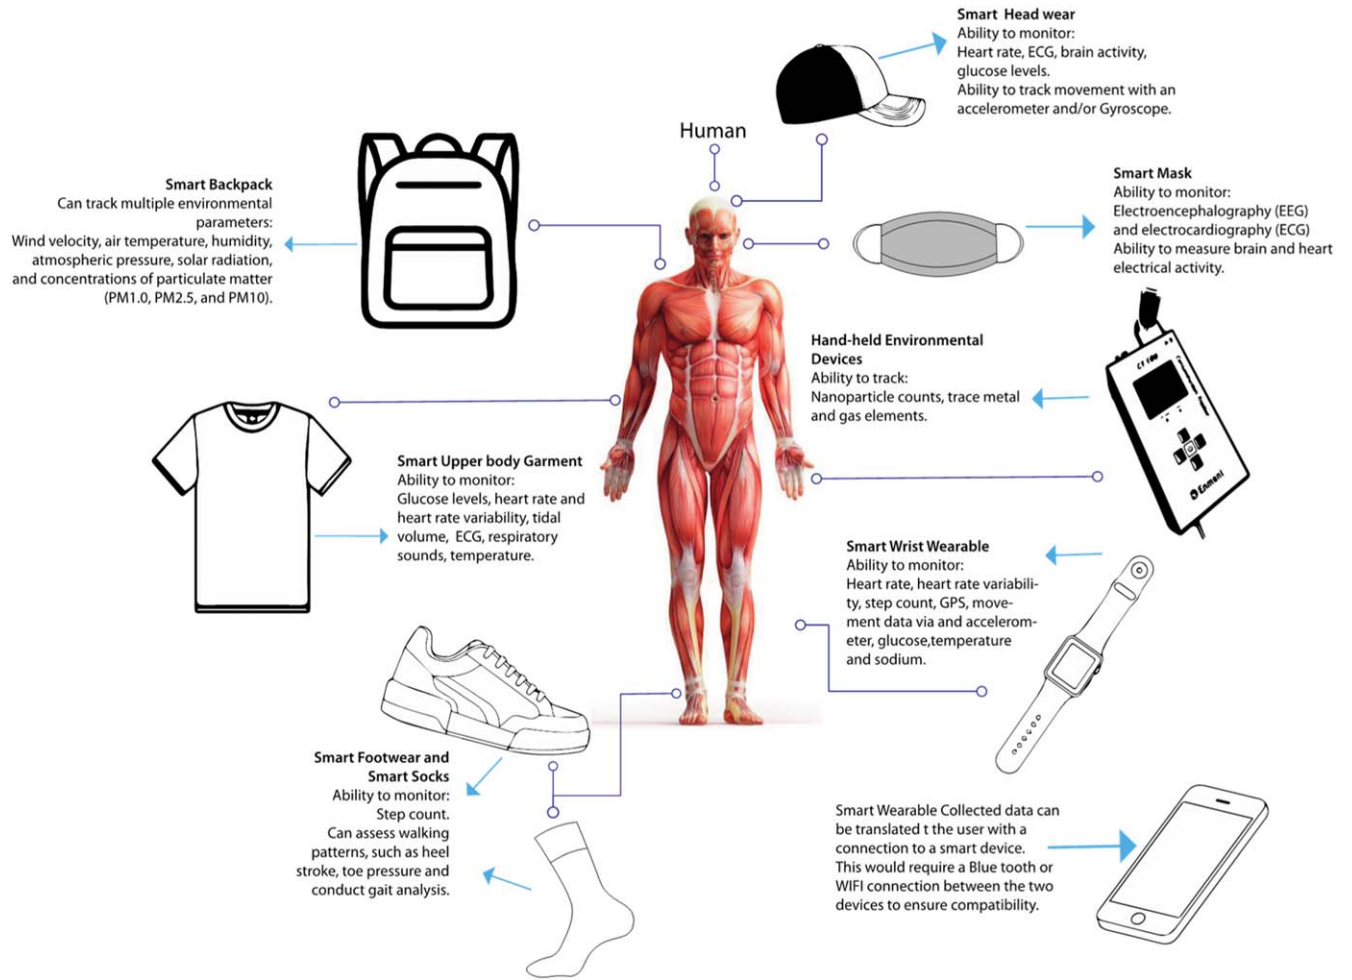 Smart  Head wear
Ability to monitor:
Heart rate, ECG, brain activity,
glucose levels.
Ability to track movement with an
accelerometer and/or Gyroscope.
Human
Smart Backpack
Can track multiple environmental
parameters:
Wind velocity, air temperature, humidity,
atmospheric pressure, solar radiation,
and concentrations of particulate matter
(PM1.0, PM2.5, and PM10).
Smart Mask
Ability to monitor:
Electroencephalography (EEG)
and electrocardiography (ECG)
Ability to measure brain and heart
electrical activity.
Hand-held Environmental
Devices
Ability to track:
Nanoparticle counts, trace metal
and gas elements.
Enmont
Smart Upper body Garment
Ability to monitor:
Glucose levels, heart rate and
heart rate variability, tidal
volume,  ECG, respiratory
sounds, temperature.
Smart Wrist Wearable
Ability to monitor:
Heart rate, heart rate variabili-
ty, step count, GPS, move-
ment data via and accelerom-
eter, glucose,temperature
and sodium.
Smart Footwear and
Smart Socks
Ability to monitor:
Step count.
Can assess walking
patterns, such as heel
stroke, toe pressure and
conduct gait analysis.
Smart Wearable Collected data can
be translated t the user with a
connection to a smart device.
This would require a Blue tooth or
WIFI connection between the two
devices to ensure compatibility.